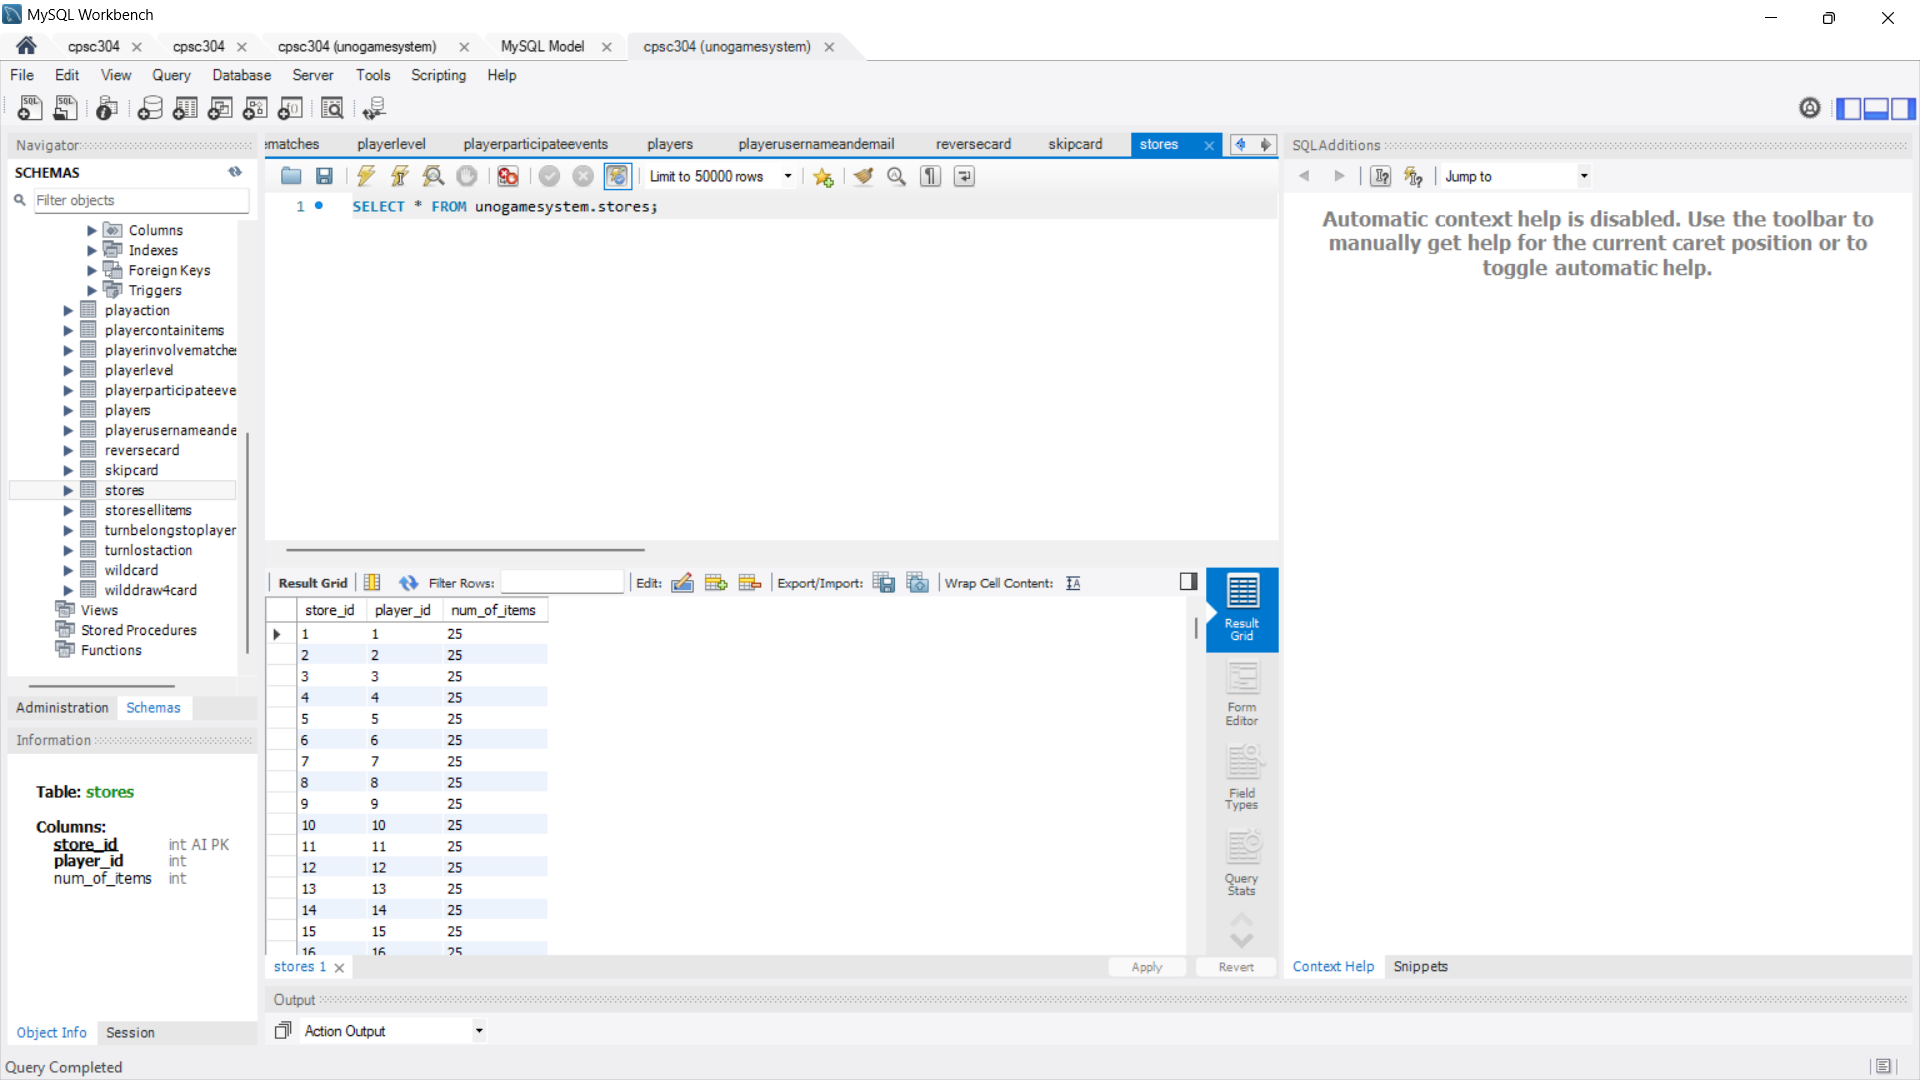 MySQL Workbench
cpsc304
cpsc304
cpsc304 (unogamesystem)
MySQL Model
cpsc304 (unogamesystem)
File Edit View Query Database Server Tools Scripting Help
Navigator
SCHEMAS
Filter objects
Columns
Indexes
Foreign Keys
Triggers
playaction
playercontainitems
playerinvolvematche
playerlevel
playerparticipateeve
players
playerusernameande
reversecard
skipcard
stores
storesellitems
turnbelongstoplayer
turnlostaction
wildcard
wilddraw4card
Views
Stored Procedures
Functions
Administration Schemas
Information
Table: stores
Columns:
store_id int AI PK
player_id int
num_of_items int
Object Info Session
ematches playerlevel playerparticipateevents players playerusernameandemail reversecard skipcard stores
Limit to 50000 rows
1 SELECT * FROM unogamesystem.stores;
Result Grid Filter Rows: Edit: Export/Import: Wrap Cell Content:
store_id player_id num_of_items
1 1 25
2 2 25
3 3 25
4 4 25
5 5 25
6 6 25
7 7 25
8 8 25
9 9 25
10 10 25
11 11 25
12 12 25
13 13 25
14 14 25
15 15 25
16 16 25
Result
Grid
Form
Editor
Field
Types
Query
Stats
stores 1
Apply Revert
SQLAdditions
Jump to
Automatic context help is disabled. Use the toolbar to
manually get help for the current caret position or to
toggle automatic help.
Context Help Snippets
Output
Action Output
Query Completed